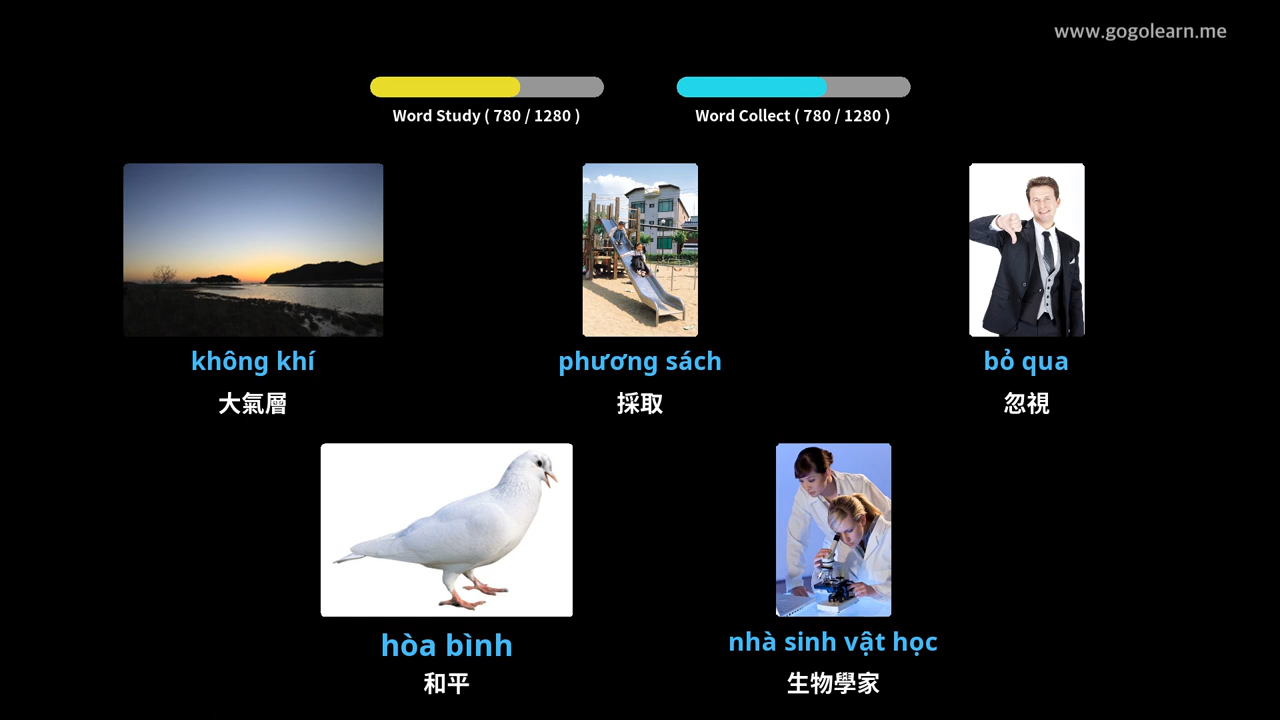 www.gogolearn.me
Word Study ( 780 / 1280 )
Word Collect ( 780 / 1280 )
không khí
大氣層
phương sách
採取
bỏ qua
忽視
hòa bình
和平
nhà sinh vật học
生物學家